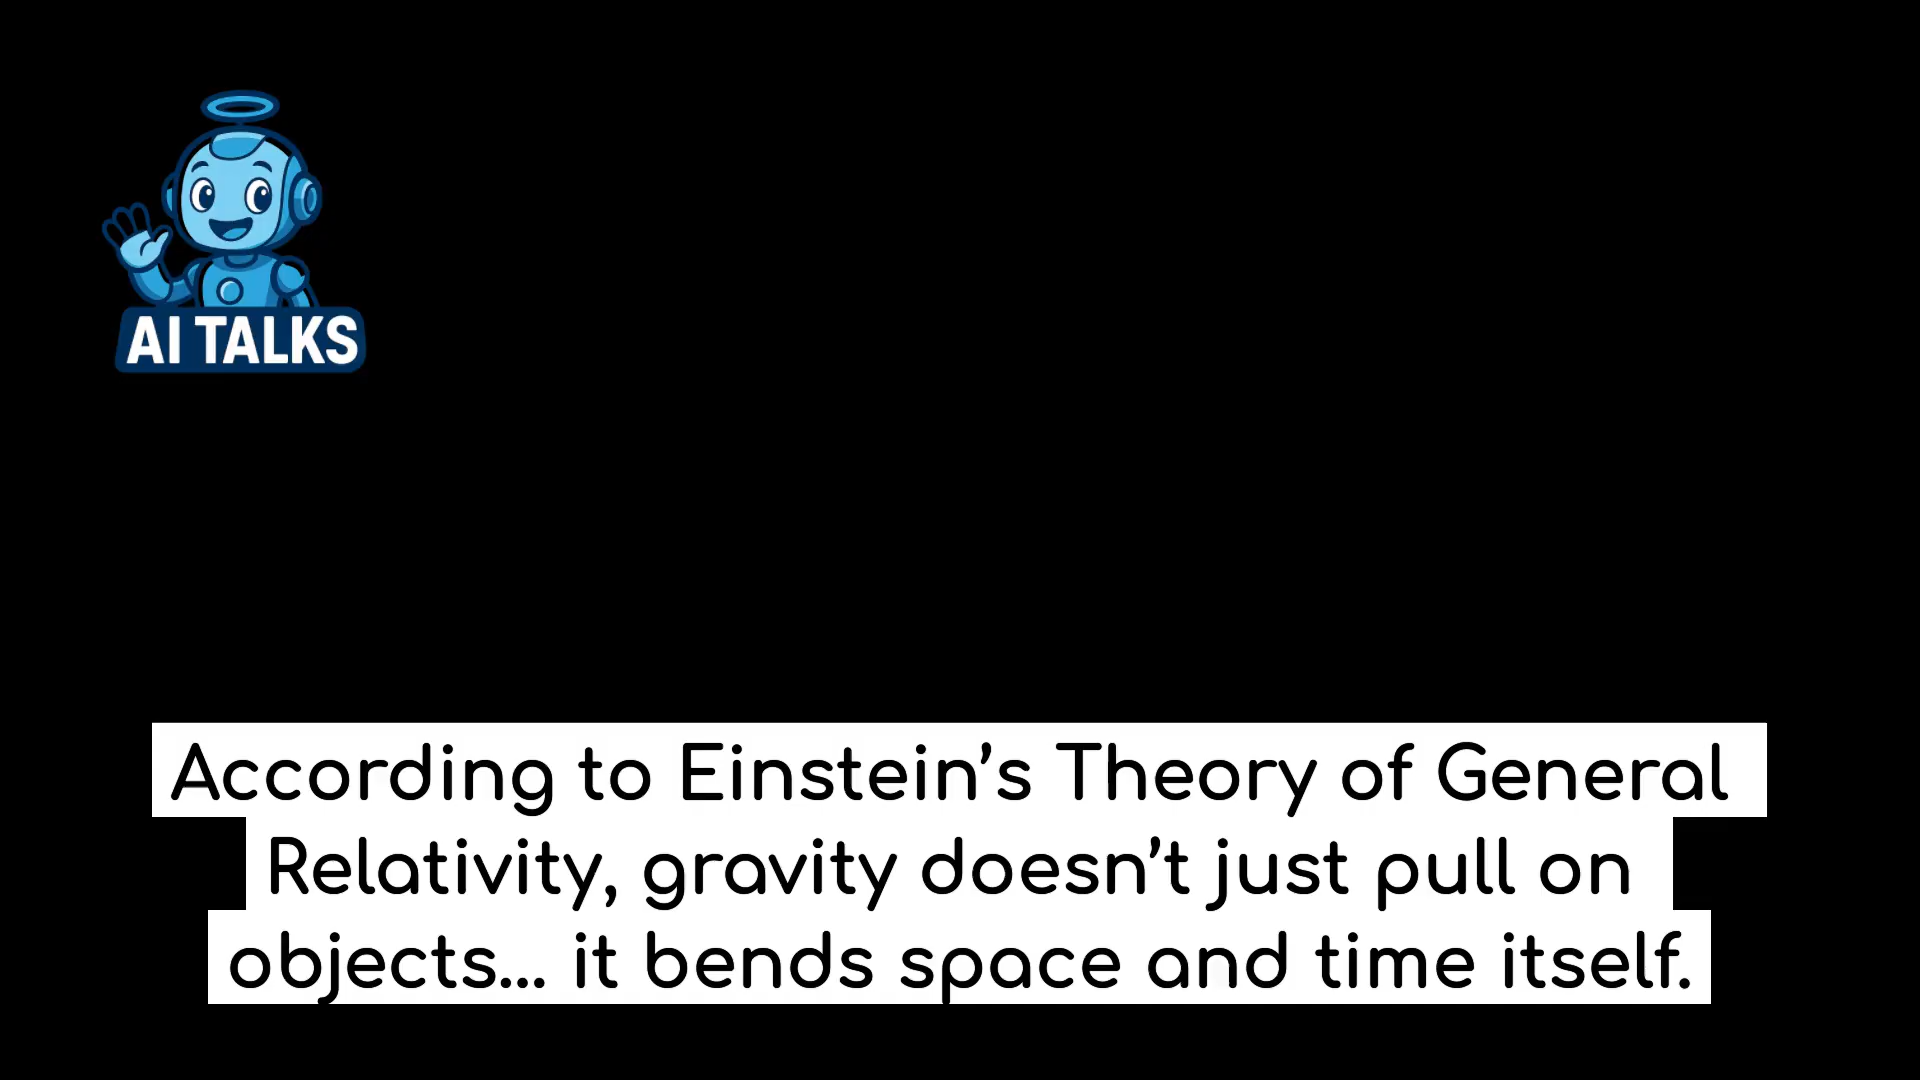 AI TALKS
According to Einstein’s Theory of General
Relativity, gravity doesn’t just pull on
objects... it bends space and time itself.